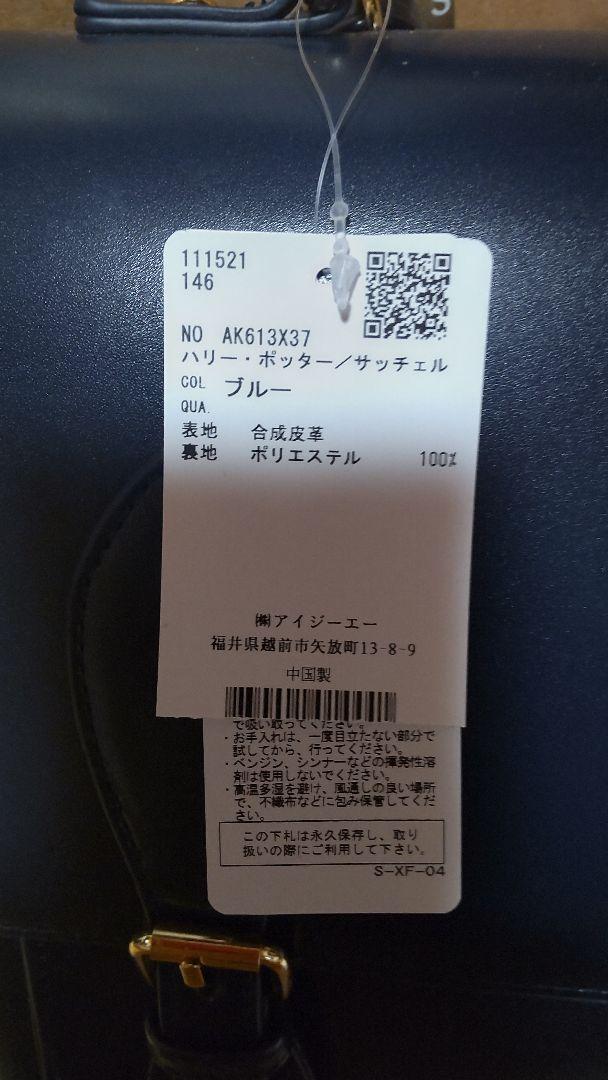 111521
146
NO AK613X37
ハリー・ポッター／サッチェル
COL ブルー
QUA.
表地 合成皮革
裏地 ポリエステル 100%
㈱アイジーエー
福井県越前市矢放町13-8-9
中国製
で吸い取ってください。
・お手入れは、一度目立たない部分で
試してから、行ってください。
・ベンジン、シンナーなどの揮発性溶
剤は使用しないでください。
・高温多湿を避け、風通しの良い場所
で、不織布などに包み保管してくだ
さい。
この下札は永久保存し、取り
扱いの際にご利用して下さい。
S-XF-04